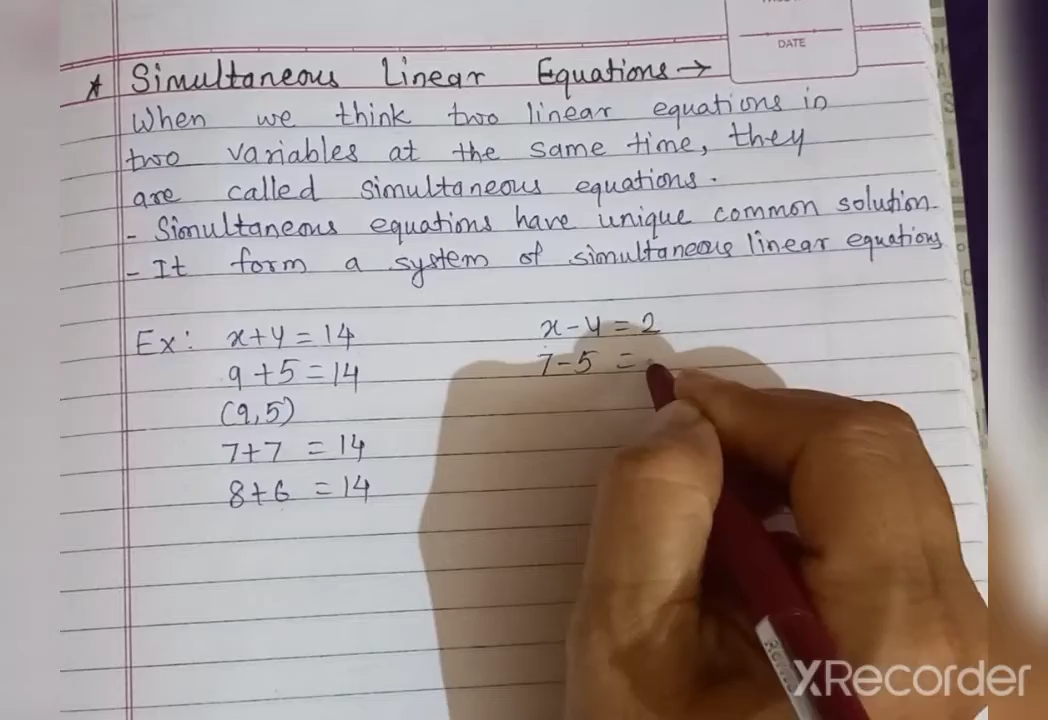 DATE
* Simultaneous Linear Equations →
When we think two linear equations in
two variables at the same time, they
are called simultaneous equations.
- Simultaneous equations have unique common solution.
- It form a system of simultaneous linear equations
Ex: x+y=14
x-y=2
9+5=14
7-5 =
(9,5)
7+7 =14
8+6 =14
XRecorder